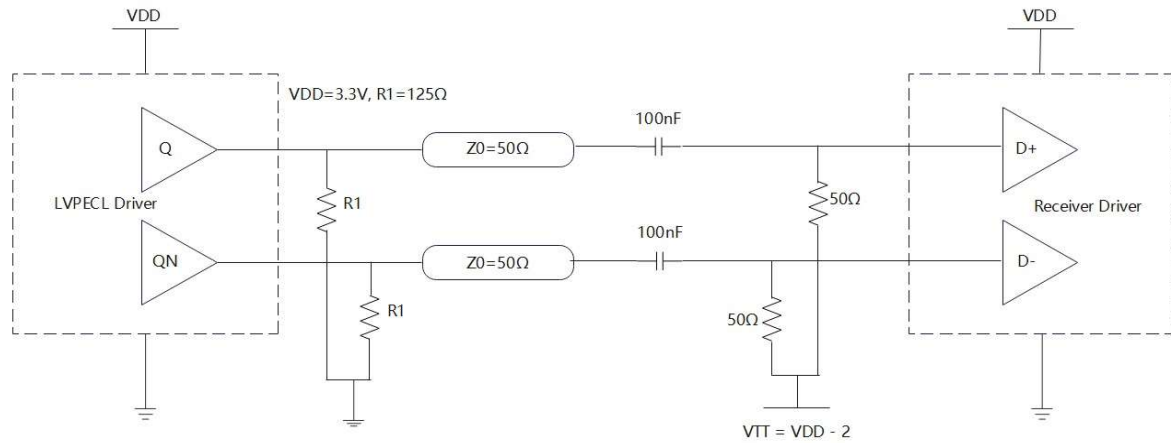 VDD
VDD
VDD=3.3V, R1=125Ω
100nF
Q
Z0=50Ω
D+
LVPECL Driver
R1
50Ω
Receiver Driver
100nF
QN
Z0=50Ω
D-
R1
50Ω
VTT = VDD - 2